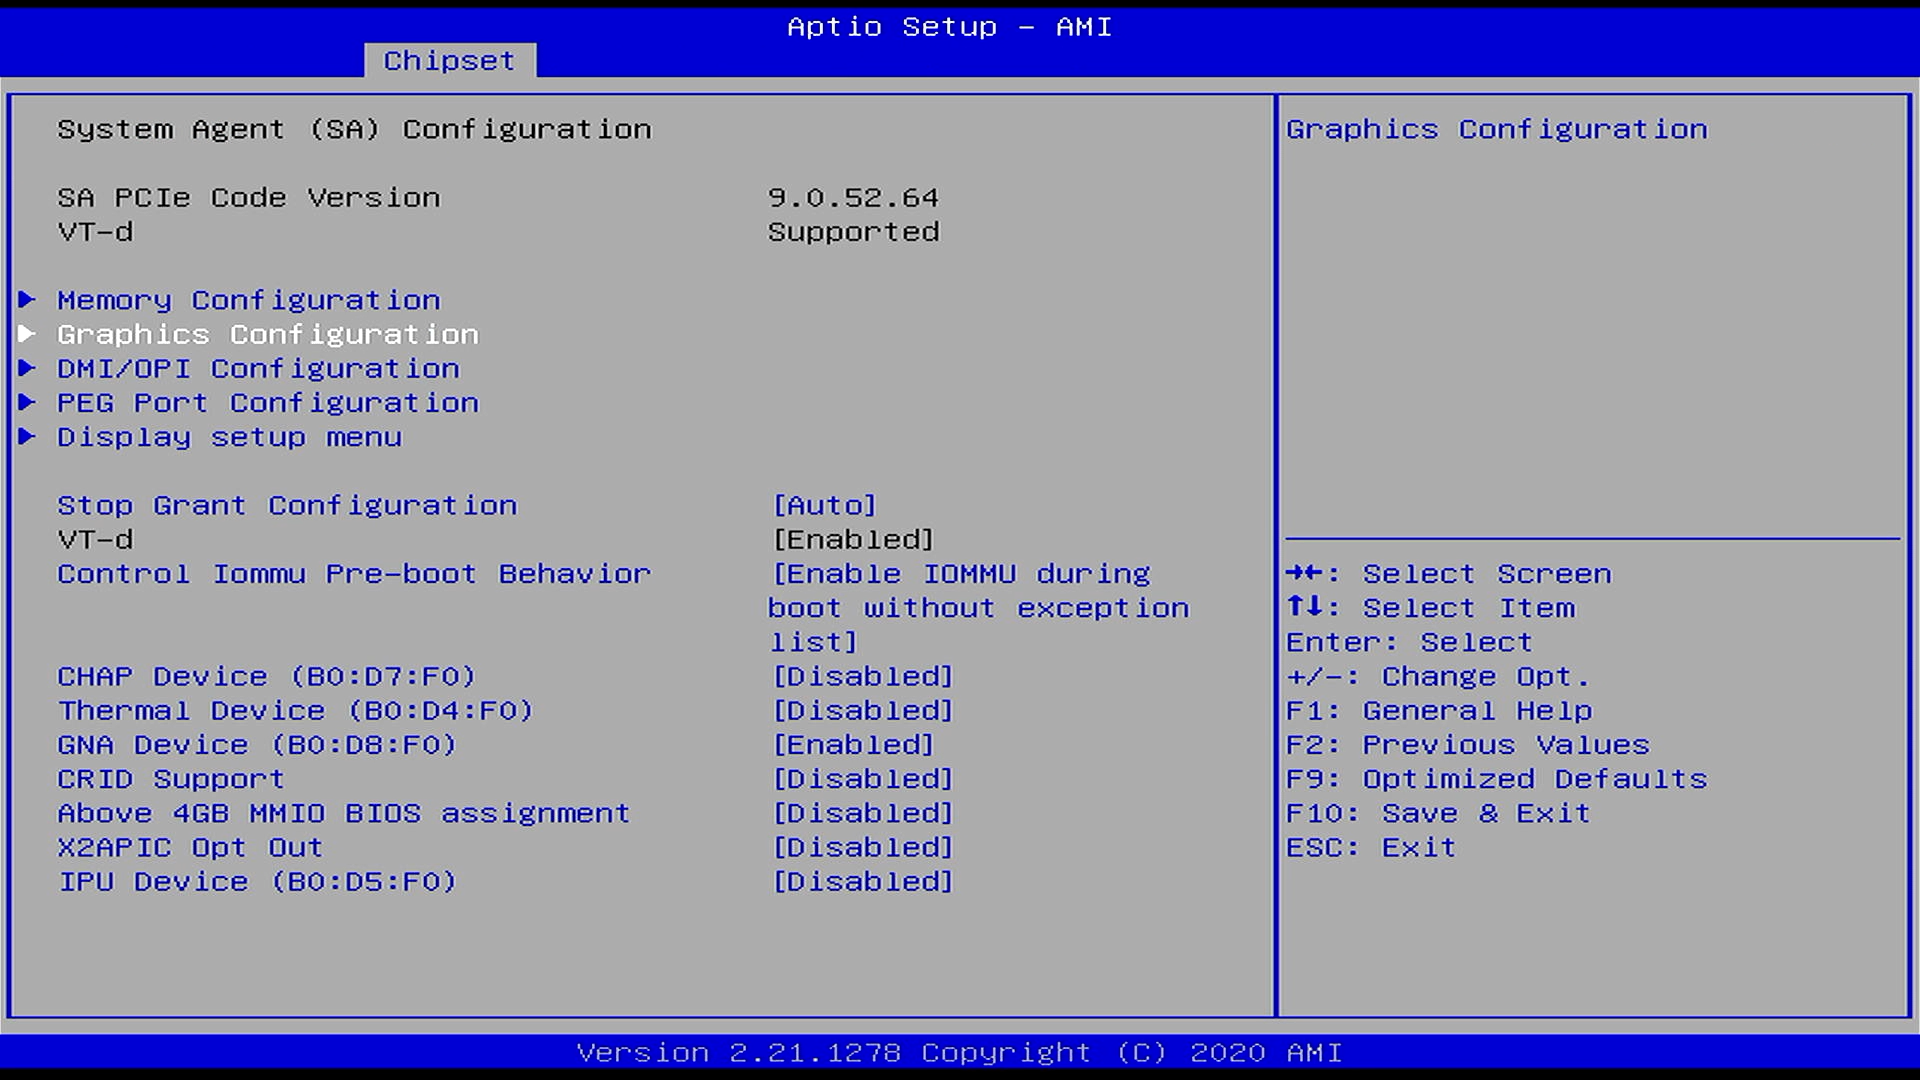 Aptio Setup – AMI
Chipset
System Agent (SA) Configuration
SA PCIe Code Version 9.0.52.64
VT-d Supported
Memory Configuration
Graphics Configuration
DMI/OPI Configuration
PEG Port Configuration
Display setup menu
Stop Grant Configuration [Auto]
VT-d [Enabled]
Control Iommu Pre-boot Behavior [Enable IOMMU during
boot without exception
list]
CHAP Device (B0:D7:F0) [Disabled]
Thermal Device (B0:D4:F0) [Disabled]
GNA Device (B0:D8:F0) [Enabled]
CRID Support [Disabled]
Above 4GB MMIO BIOS assignment [Disabled]
X2APIC Opt Out [Disabled]
IPU Device (B0:D5:F0) [Disabled]
Graphics Configuration
→←: Select Screen
↑↓: Select Item
Enter: Select
+/-: Change Opt.
F1: General Help
F2: Previous Values
F9: Optimized Defaults
F10: Save & Exit
ESC: Exit
Version 2.21.1278 Copyright (C) 2020 AMI